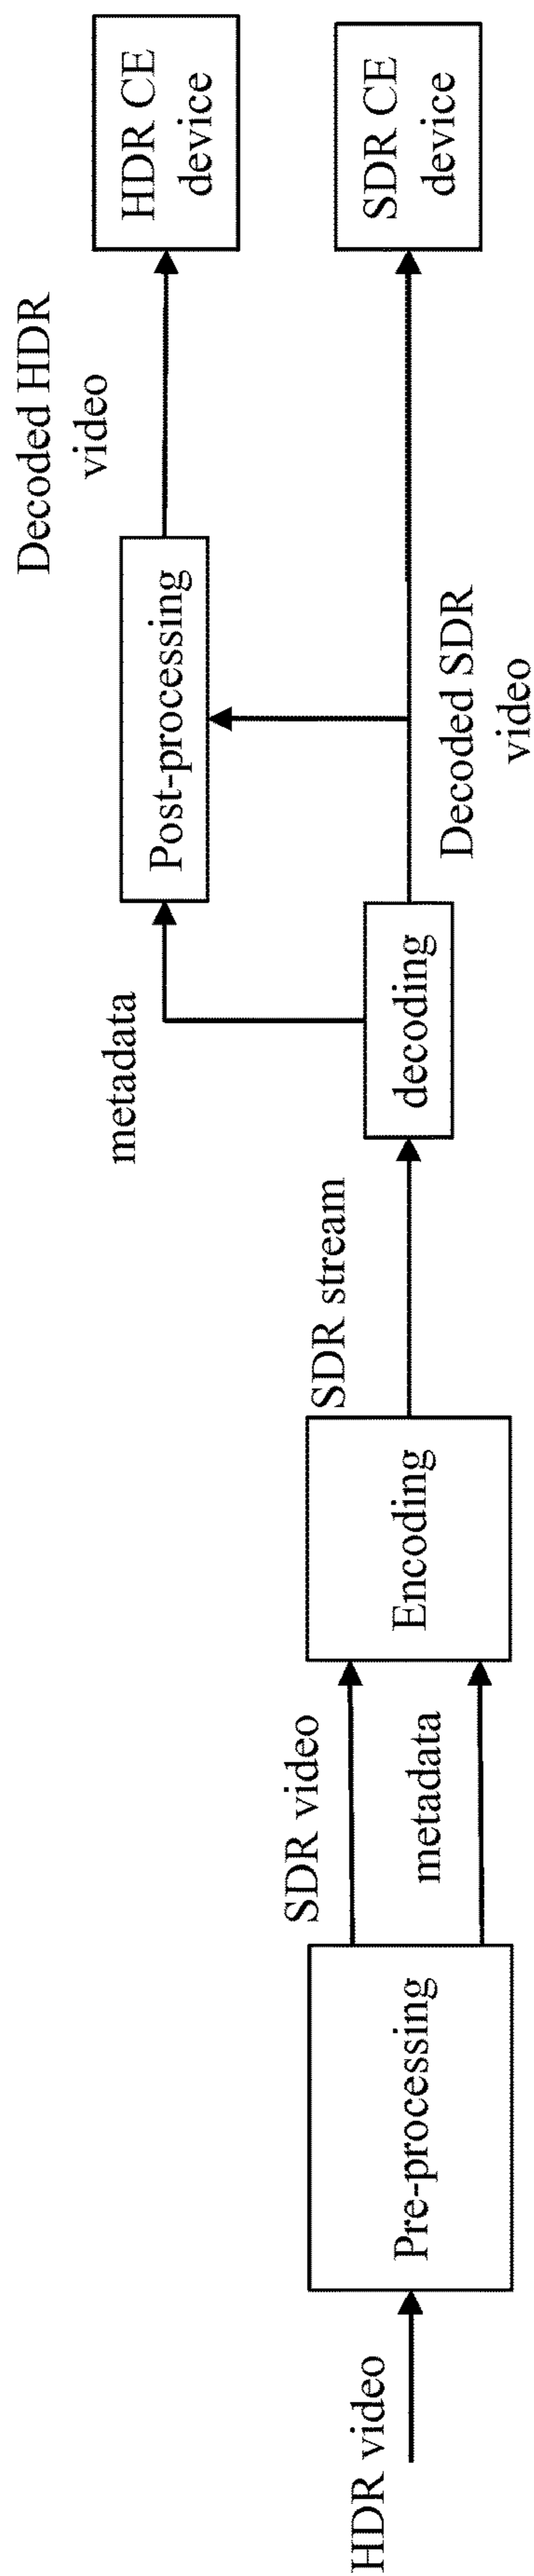 HDR video
Pre-processing
SDR video
metadata
Encoding
SDR stream
decoding
metadata
Post-processing
Decoded SDR
video
Decoded HDR
video
HDR CE
device
SDR CE
device